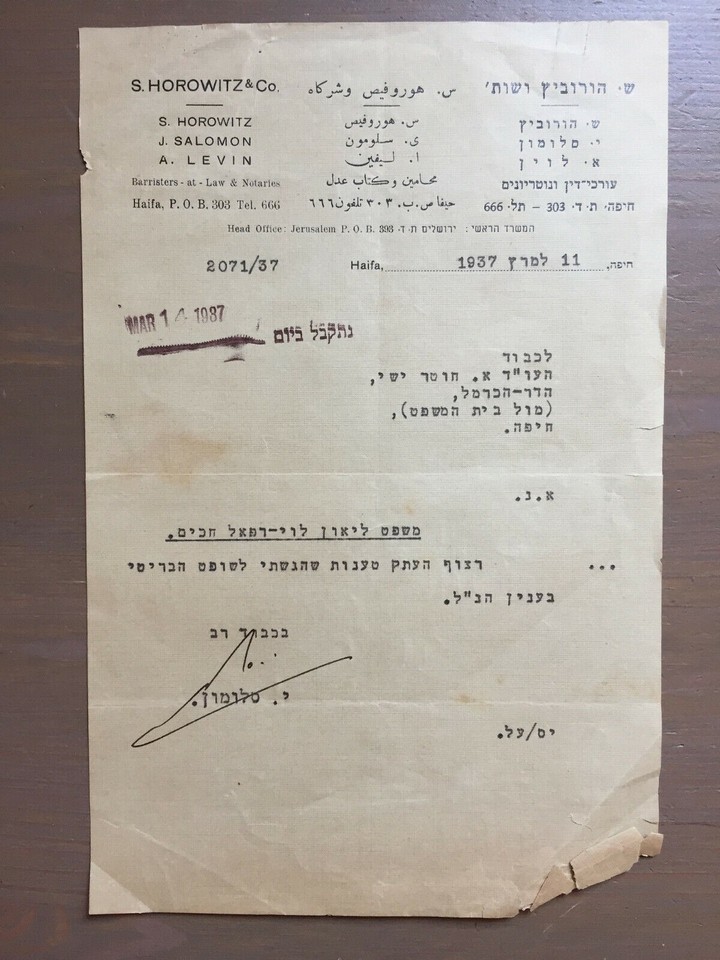 S. HOROWITZ & Co.
S. HOROWITZ
J. SALOMON
A. LEVIN
Barristers - at - Law & Notaries
Haifa, P. O. B. 303 Tel. 666
س. هوروفيص وشركاه
س. هوروفيص
ى. سلومون
ا. ليفين
محامين وكتاب عدل
حيفا ص. ب. ٣٠٣ تلفون ٦٦٦
ש. הורוביץ ושות'
ש. הורוביץ
י. סלומון
א. לוין
עורכי־דין ונוטריונים
חיפה. ת. ד. 303 – תל. 666
Head Office: Jerusalem P. O. B. 393 המשרד הראשי: ירושלים ת. ד.
2071/37
Haifa, 11 למרץ 1937 חיפה,
MAR 14 1937
נתקבל ביום
לכבוד
העו"ד א. חוטר ישי,
הדר-הכרמל,
(מול בית המשפט),
חיפה.
א.נ.
משפט ליאון לוי-רפאל חכים.
... רצוף העתק טענות שהגשתי לשופט הבריטי
בענין הנ"ל.
בכבוד רב
י. סלומון.
יס/על.